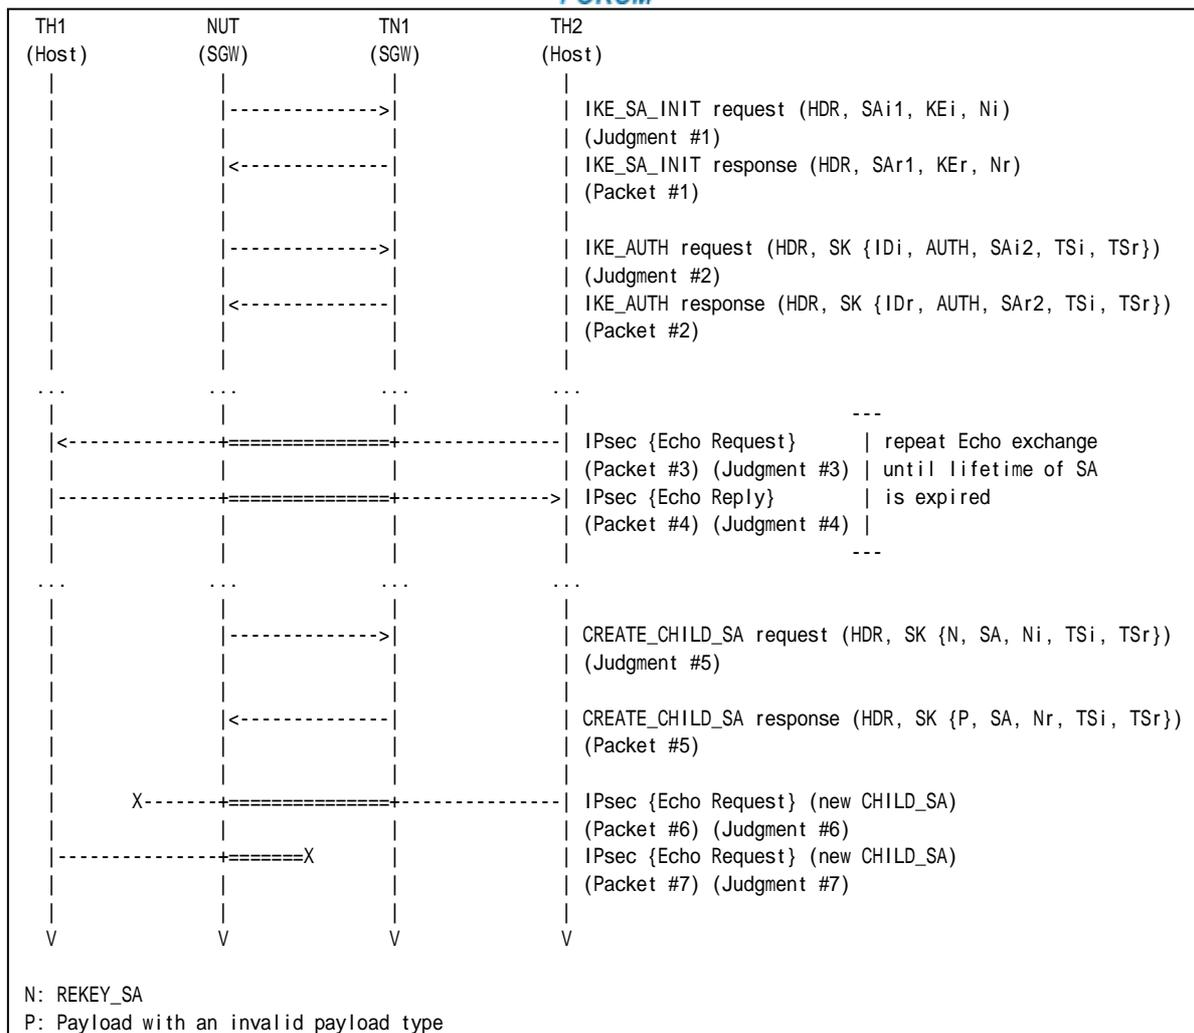 FORUM
TH1 NUT TN1 TH2
(Host) (SGW) (SGW) (Host)
| | | |
| |-------------->| | IKE_SA_INIT request (HDR, SAi1, KEi, Ni)
| | | | (Judgment #1)
| |<--------------| | IKE_SA_INIT response (HDR, SAr1, KEr, Nr)
| | | | (Packet #1)
| | | |
| |-------------->| | IKE_AUTH request (HDR, SK {IDi, AUTH, SAi2, TSi, TSr})
| | | | (Judgment #2)
| |<--------------| | IKE_AUTH response (HDR, SK {IDr, AUTH, SAr2, TSi, TSr})
| | | | (Packet #2)
| | | |
... ... ... ...
| | | | ---
|<--------------+===============+---------------| IPsec {Echo Request} | repeat Echo exchange
| | | | (Packet #3) (Judgment #3) | until lifetime of SA
|---------------+===============+-------------->| IPsec {Echo Reply} | is expired
| | | | (Packet #4) (Judgment #4) |
| | | | ---
... ... ... ...
| | | |
| |-------------->| | CREATE_CHILD_SA request (HDR, SK {N, SA, Ni, TSi, TSr})
| | | | (Judgment #5)
| | | |
| |<--------------| | CREATE_CHILD_SA response (HDR, SK {P, SA, Nr, TSi, TSr})
| | | | (Packet #5)
| | | |
| X-------+===============+---------------| IPsec {Echo Request} (new CHILD_SA)
| | | | (Packet #6) (Judgment #6)
|---------------+=======X | | IPsec {Echo Request} (new CHILD_SA)
| | | | (Packet #7) (Judgment #7)
| | | |
V V V V
N: REKEY_SA
P: Payload with an invalid payload type